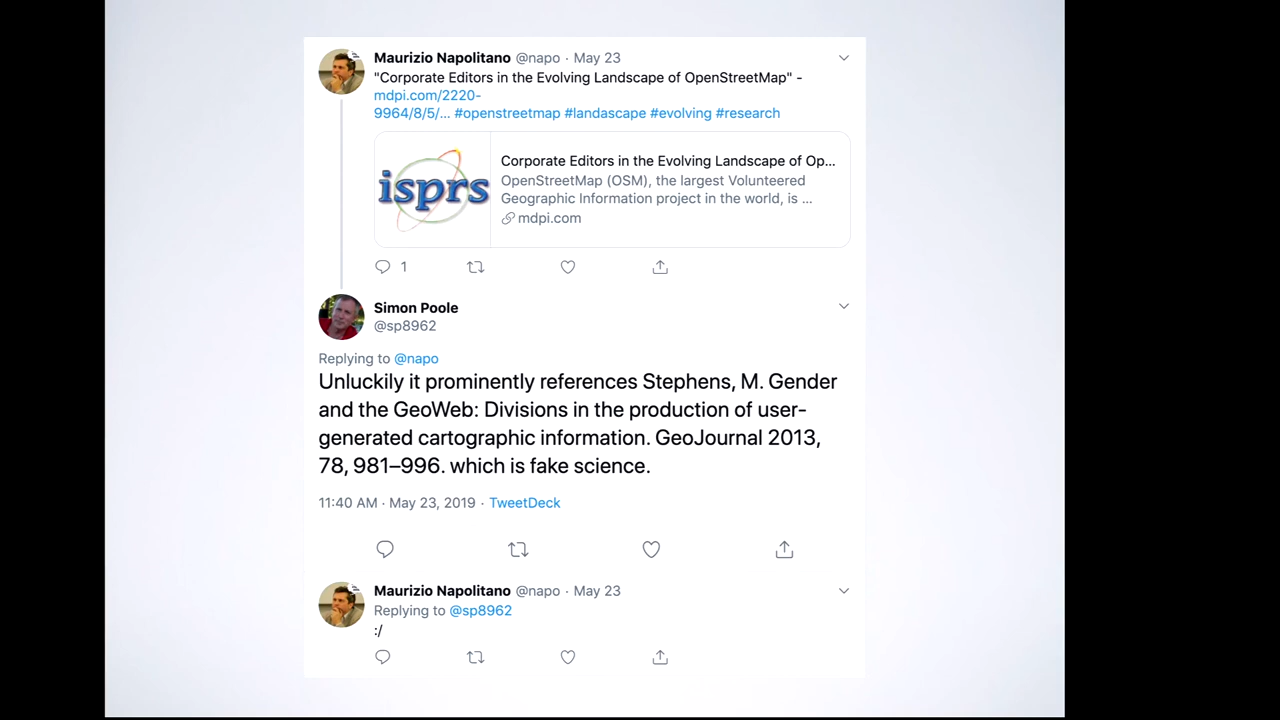 Maurizio Napolitano @napo · May 23
"Corporate Editors in the Evolving Landscape of OpenStreetMap" -
mdpi.com/2220-
9964/8/5/... #openstreetmap #landascape #evolving #research
isprs
Corporate Editors in the Evolving Landscape of Op...
OpenStreetMap (OSM), the largest Volunteered
Geographic Information project in the world, is ...
mdpi.com
1
Simon Poole
@sp8962
Replying to @napo
Unluckily it prominently references Stephens, M. Gender
and the GeoWeb: Divisions in the production of user-
generated cartographic information. GeoJournal 2013,
78, 981–996. which is fake science.
11:40 AM · May 23, 2019 · TweetDeck
Maurizio Napolitano @napo · May 23
Replying to @sp8962
:/